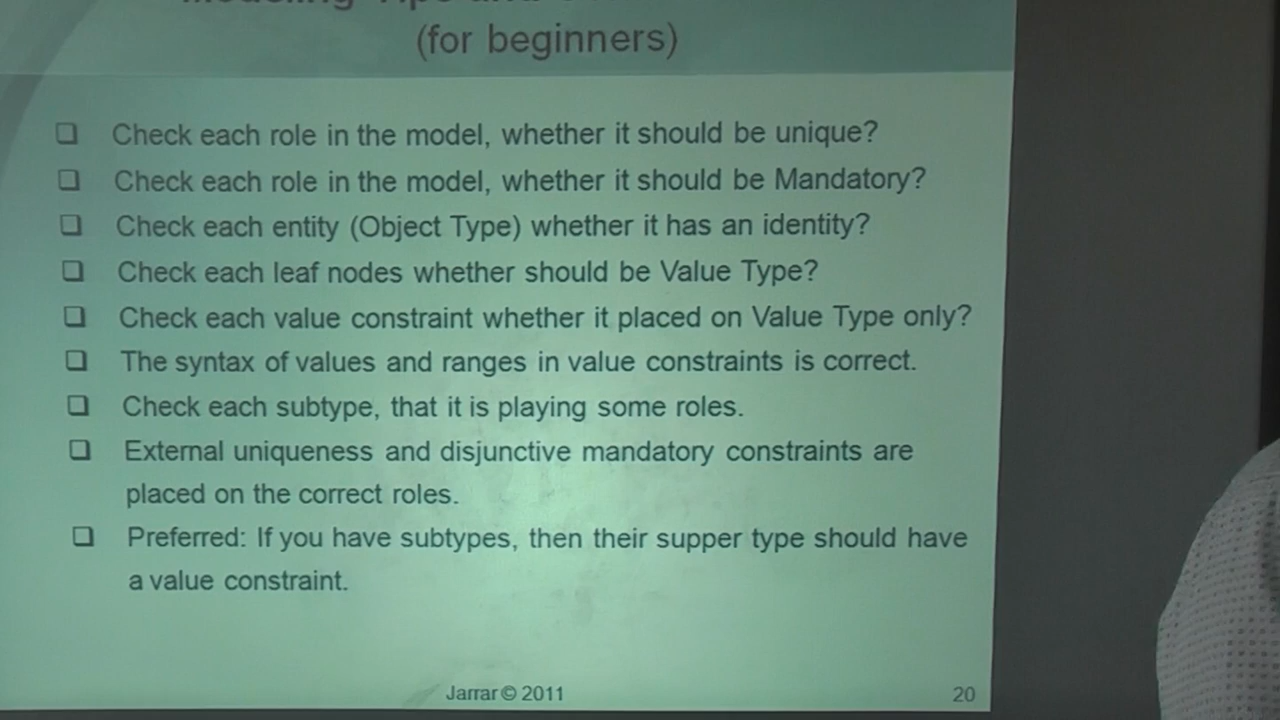 (for beginners)
❑ Check each role in the model, whether it should be unique?
❑ Check each role in the model, whether it should be Mandatory?
❑ Check each entity (Object Type) whether it has an identity?
❑ Check each leaf nodes whether should be Value Type?
❑ Check each value constraint whether it placed on Value Type only?
❑ The syntax of values and ranges in value constraints is correct.
❑ Check each subtype, that it is playing some roles.
❑ External uniqueness and disjunctive mandatory constraints are
placed on the correct roles.
❑ Preferred: If you have subtypes, then their supper type should have
a value constraint.
Jarrar © 2011
20